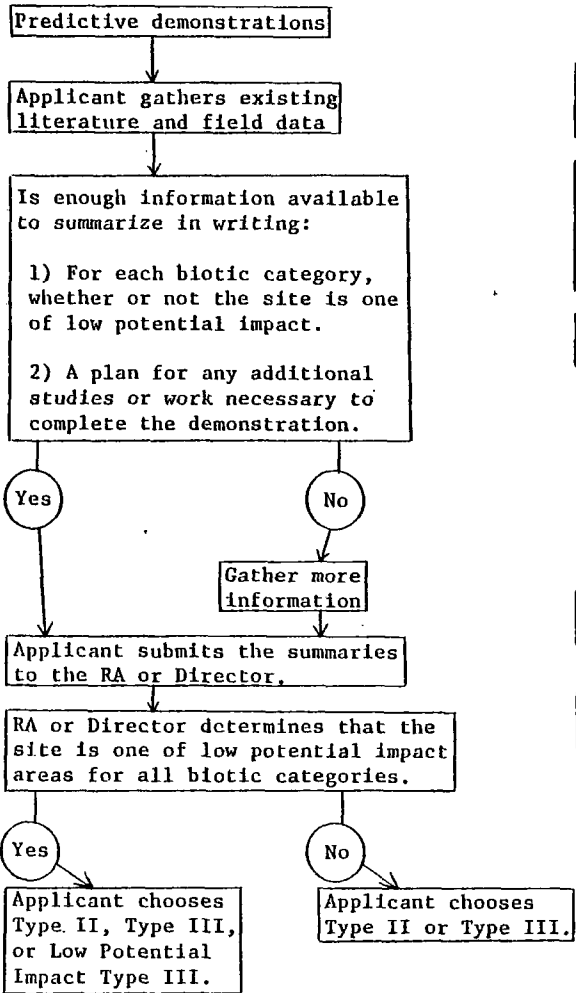 Predictive demonstrations
Applicant gathers existing
literature and field data
Is enough information available
to summarize in writing:
1) For each biotic category,
whether or not the site is one
of low potential impact.
2) A plan for any additional
studies or work necessary to
complete the demonstration.
Yes
No
Gather more
information
Applicant submits the summaries
to the RA or Director.
RA or Director determines that the
site is one of low potential impact
areas for all biotic categories.
Yes
No
Applicant chooses
Type II, Type III,
or Low Potential
Impact Type III.
Applicant chooses
Type II or Type III.